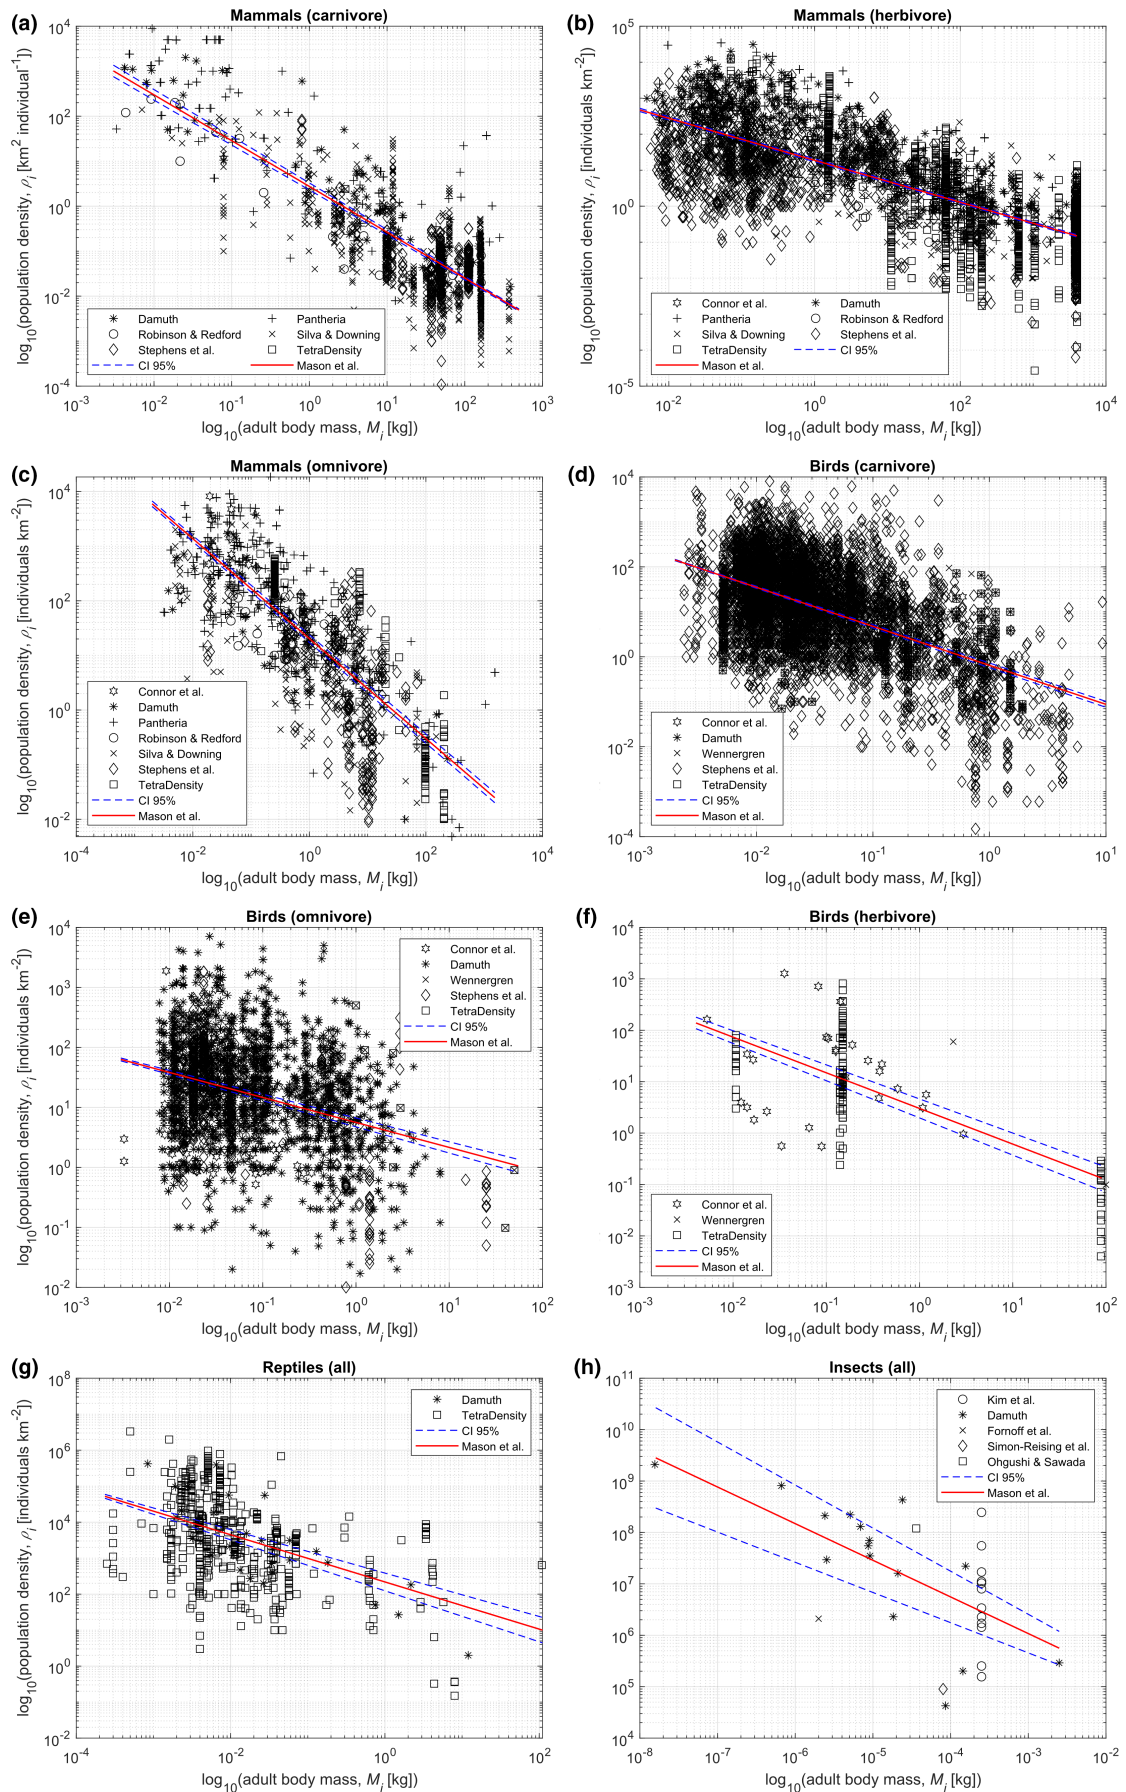 (a)
Mammals (carnivore)
log10(population density, ρi [km2 individual-1])
10^4
10^2
10^0
10^-2
10^-4
Damuth
Pantheria
Robinson & Redford
Silva & Downing
Stephens et al.
TetraDensity
CI 95%
Mason et al.
10^-3 10^-2 10^-1 10^0 10^1 10^2 10^3
log10(adult body mass, Mi [kg])
(b)
Mammals (herbivore)
log10(population density, ρi [individuals km-2])
10^5
10^0
10^-5
Connor et al.
Damuth
Pantheria
Robinson & Redford
Silva & Downing
Stephens et al.
TetraDensity
CI 95%
Mason et al.
10^-2 10^0 10^2 10^4
log10(adult body mass, Mi [kg])
(c)
Mammals (omnivore)
log10(population density, ρi [individuals km-2])
10^4
10^2
10^0
10^-2
Connor et al.
Damuth
Pantheria
Robinson & Redford
Silva & Downing
Stephens et al.
TetraDensity
CI 95%
Mason et al.
10^-4 10^-2 10^0 10^2 10^4
log10(adult body mass, Mi [kg])
(d)
Birds (carnivore)
10^4
10^2
10^0
10^-2
10^-4
Connor et al.
Damuth
Wennergren
Stephens et al.
TetraDensity
CI 95%
Mason et al.
10^-3 10^-2 10^-1 10^0 10^1
log10(adult body mass, Mi [kg])
(e)
Birds (omnivore)
log10(population density, ρi [individuals km-2])
10^4
10^3
10^2
10^1
10^0
10^-1
10^-2
Connor et al.
Damuth
Wennergren
Stephens et al.
TetraDensity
CI 95%
Mason et al.
10^-2 10^-1 10^0 10^1 10^2
log10(adult body mass, Mi [kg])
(f)
Birds (herbivore)
10^4
10^3
10^2
10^1
10^0
10^-1
10^-2
10^-3
Connor et al.
Wennergren
TetraDensity
CI 95%
Mason et al.
10^-3 10^-2 10^-1 10^0 10^1 10^2
log10(adult body mass, Mi [kg])
(g)
Reptiles (all)
log10(population density, ρi [individuals km-2])
10^8
10^6
10^4
10^2
10^0
10^-2
Damuth
TetraDensity
CI 95%
Mason et al.
10^-4 10^-2 10^0 10^2
log10(adult body mass, Mi [kg])
(h)
Insects (all)
10^11
10^10
10^9
10^8
10^7
10^6
10^5
10^4
Kim et al.
Damuth
Fornoff et al.
Simon-Reising et al.
Ohgushi & Sawada
CI 95%
Mason et al.
10^-8 10^-7 10^-6 10^-5 10^-4 10^-3 10^-2
log10(adult body mass, Mi [kg])